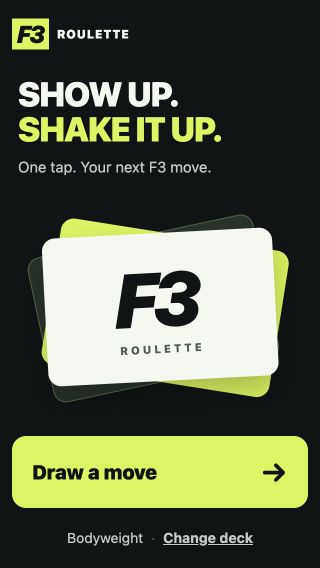 F3 ROULETTE
SHOW UP.
SHAKE IT UP.
One tap. Your next F3 move.
F3
ROULETTE
Draw a move →
Bodyweight · Change deck